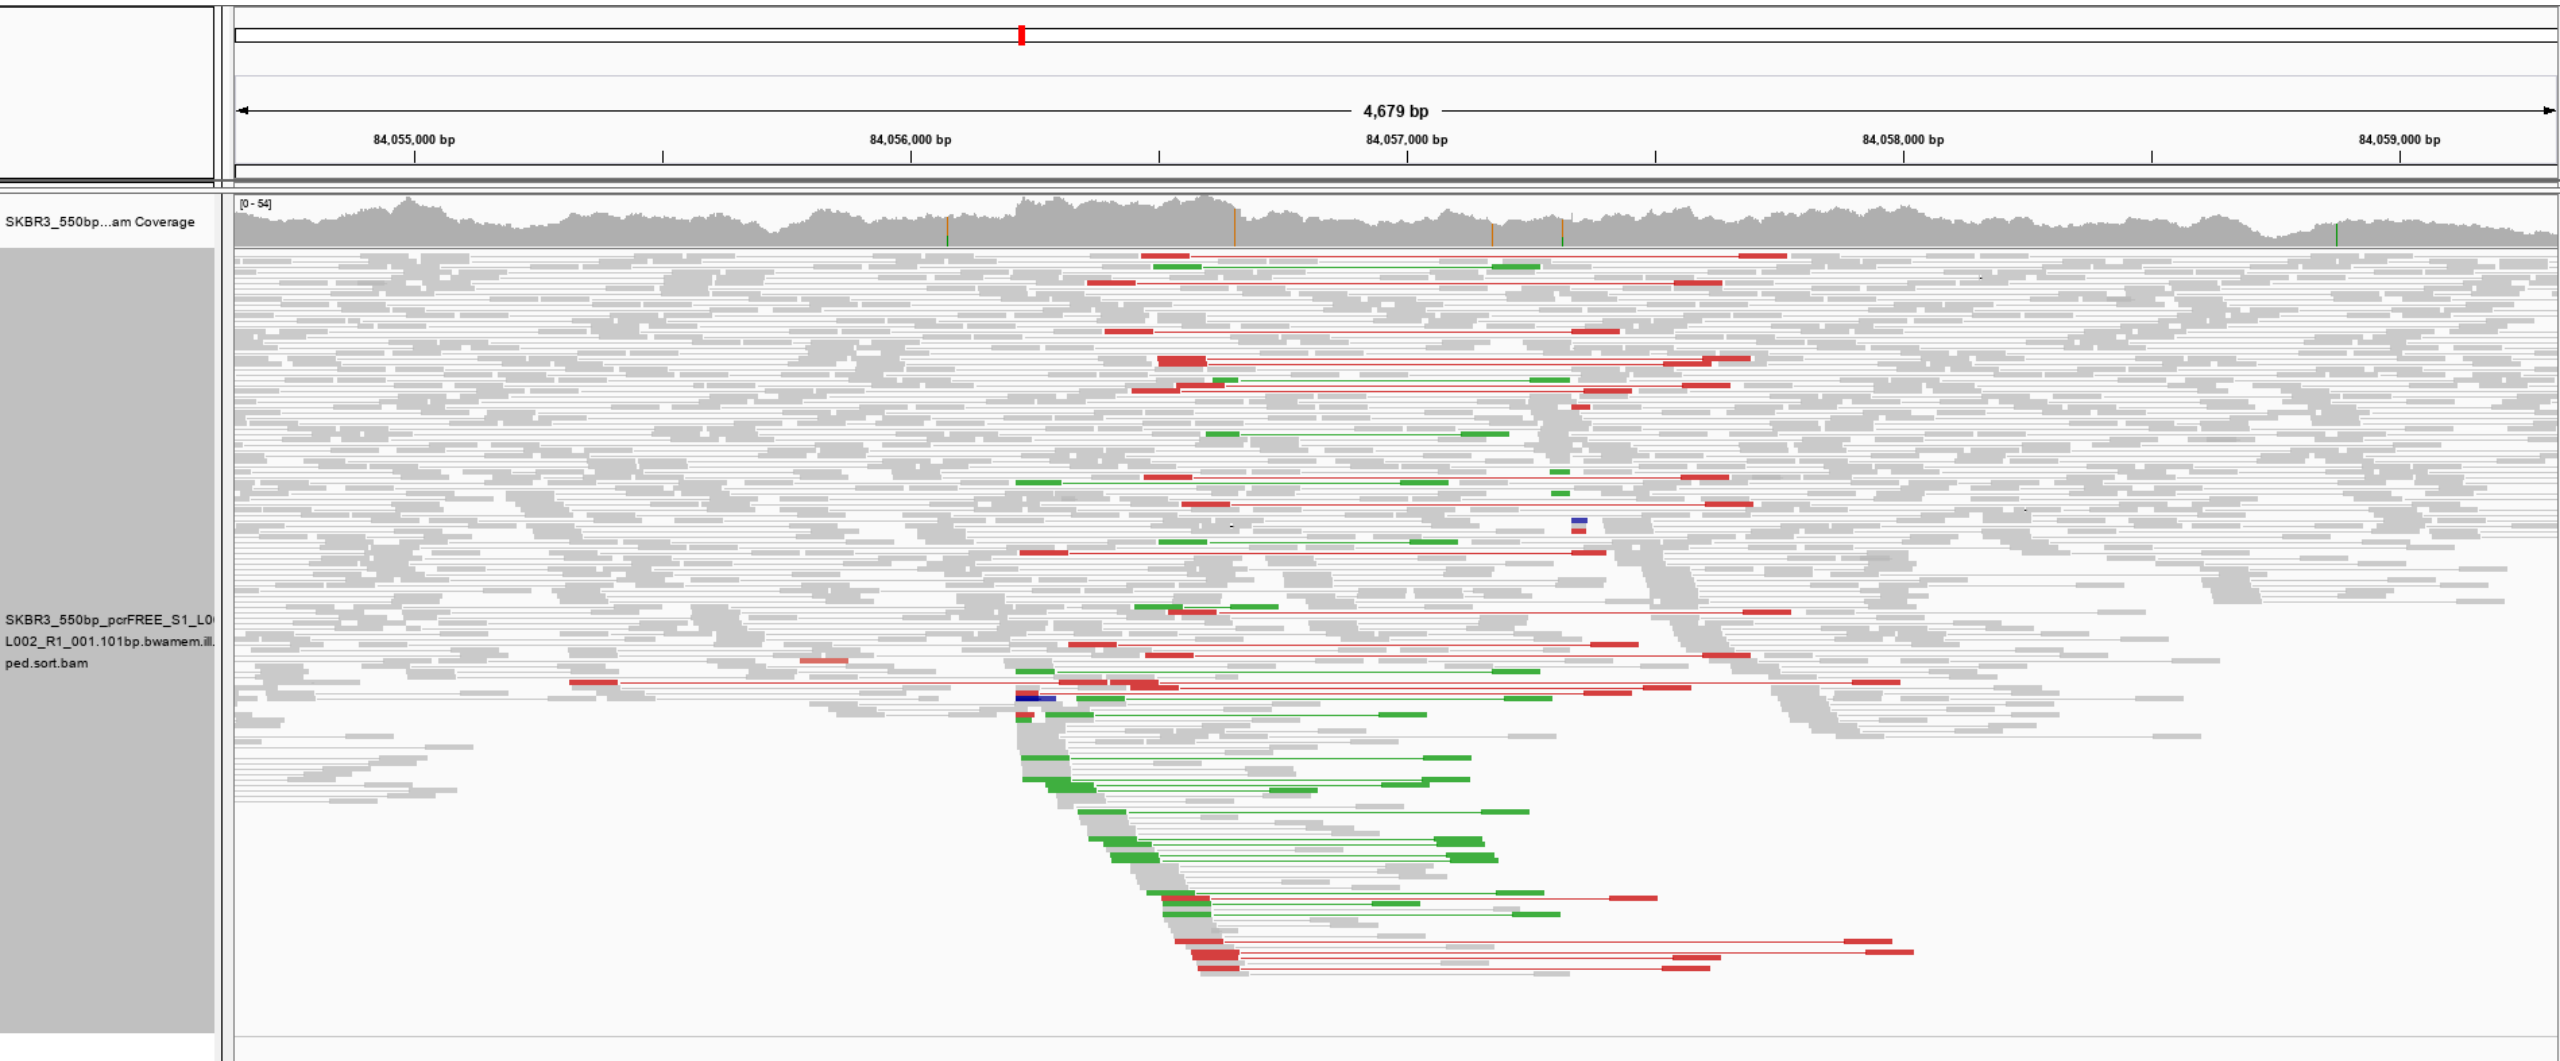 4,679 bp
84,055,000 bp 84,056,000 bp 84,057,000 bp 84,058,000 bp 84,059,000 bp
[0 - 54]
SKBR3_550bp...am Coverage
SKBR3_550bp_pcrFREE_S1_L0
L002_R1_001.101bp.bwamem.ill.
ped.sort.bam